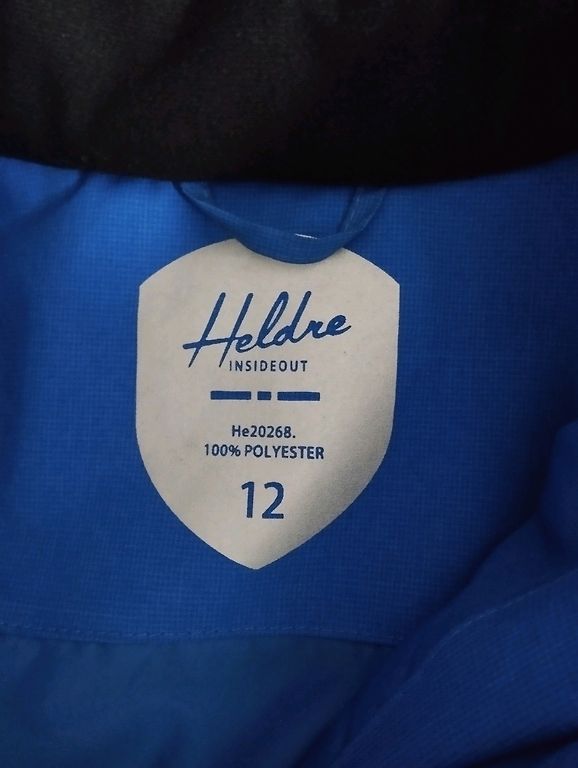 Heldre
INSIDEOUT
He20268.
100% POLYESTER
12